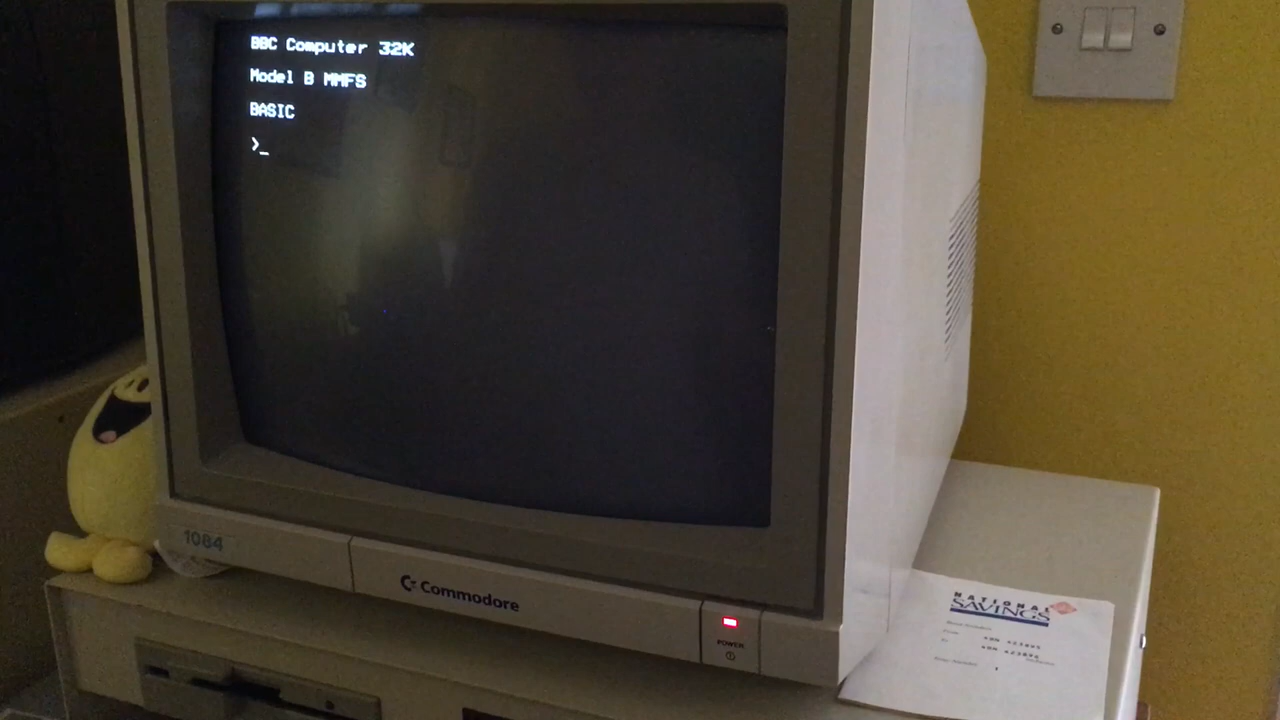 BBC Computer 32K
Model B MMFS
BASIC
>_
1084
Commodore
POWER
NATIONAL
SAVINGS